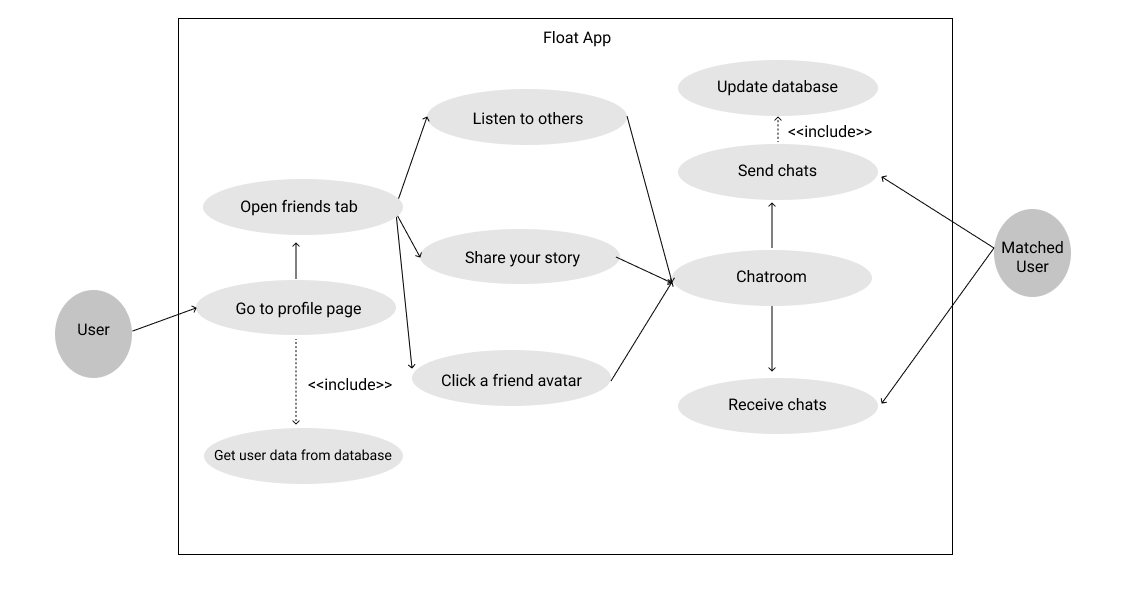 Float App
Update database
Listen to others
<<include>>
Send chats
Open friends tab
Share your story
Matched
User
Chatroom
Go to profile page
User
<<include>>
Click a friend avatar
Receive chats
Get user data from database